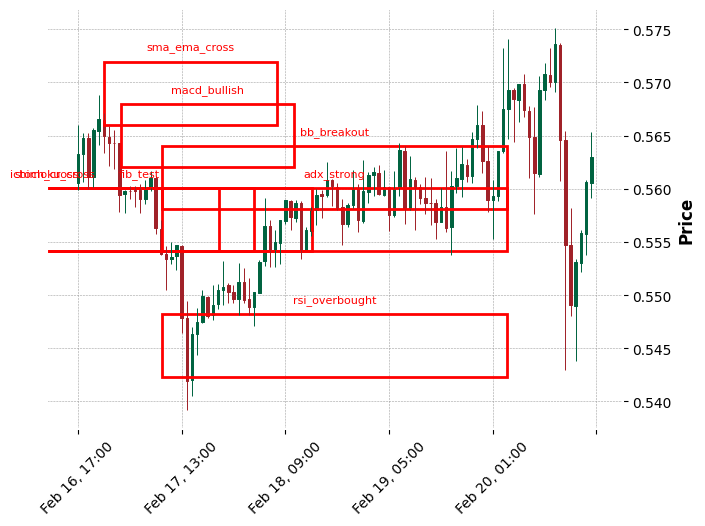 sma_ema_cross
macd_bullish
bb_breakout
fib_test
adx_strong
rsi_overbought
0.575
0.570
0.565
0.560
0.555
0.550
0.545
0.540
Price
Feb 16, 17:00
Feb 17, 13:00
Feb 18, 09:00
Feb 19, 05:00
Feb 20, 01:00